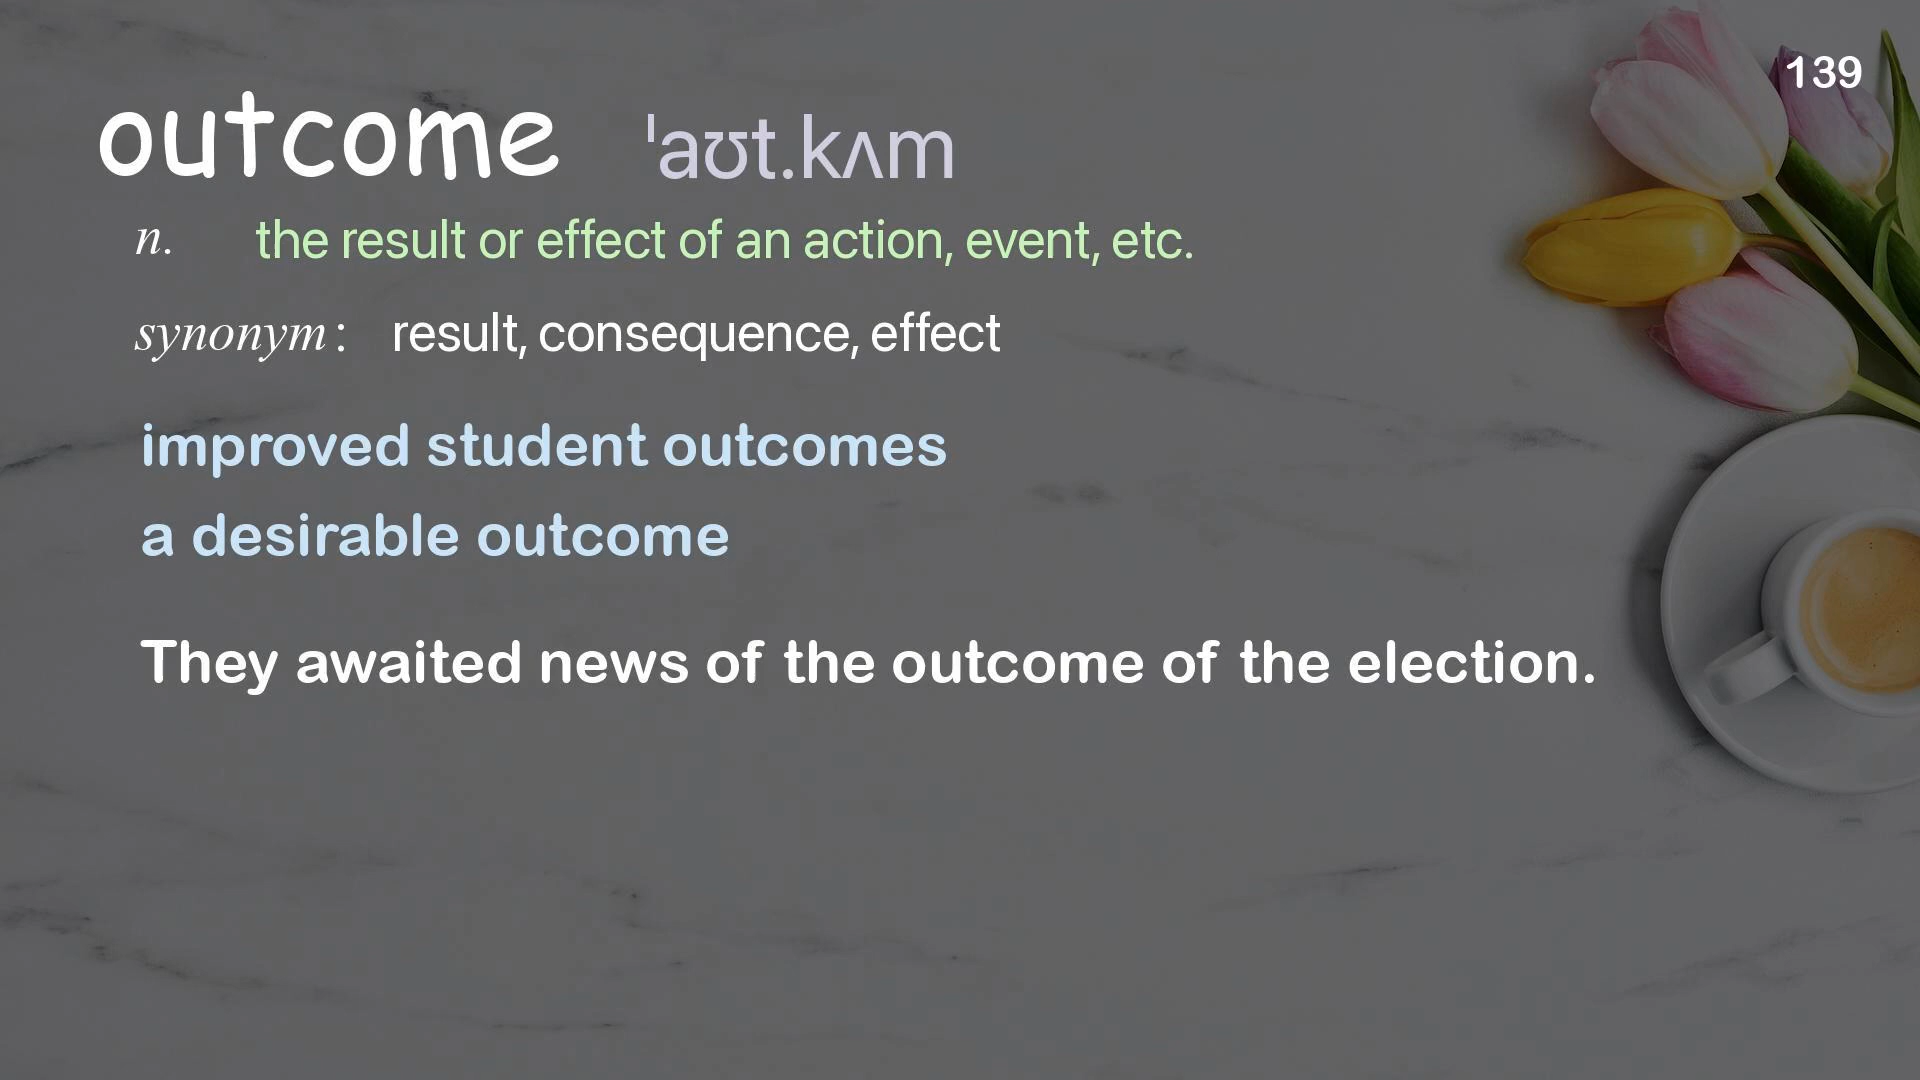 139
outcome ˈaʊt.kʌm
n. the result or effect of an action, event, etc.
synonym: result, consequence, effect
improved student outcomes
a desirable outcome
They awaited news of the outcome of the election.